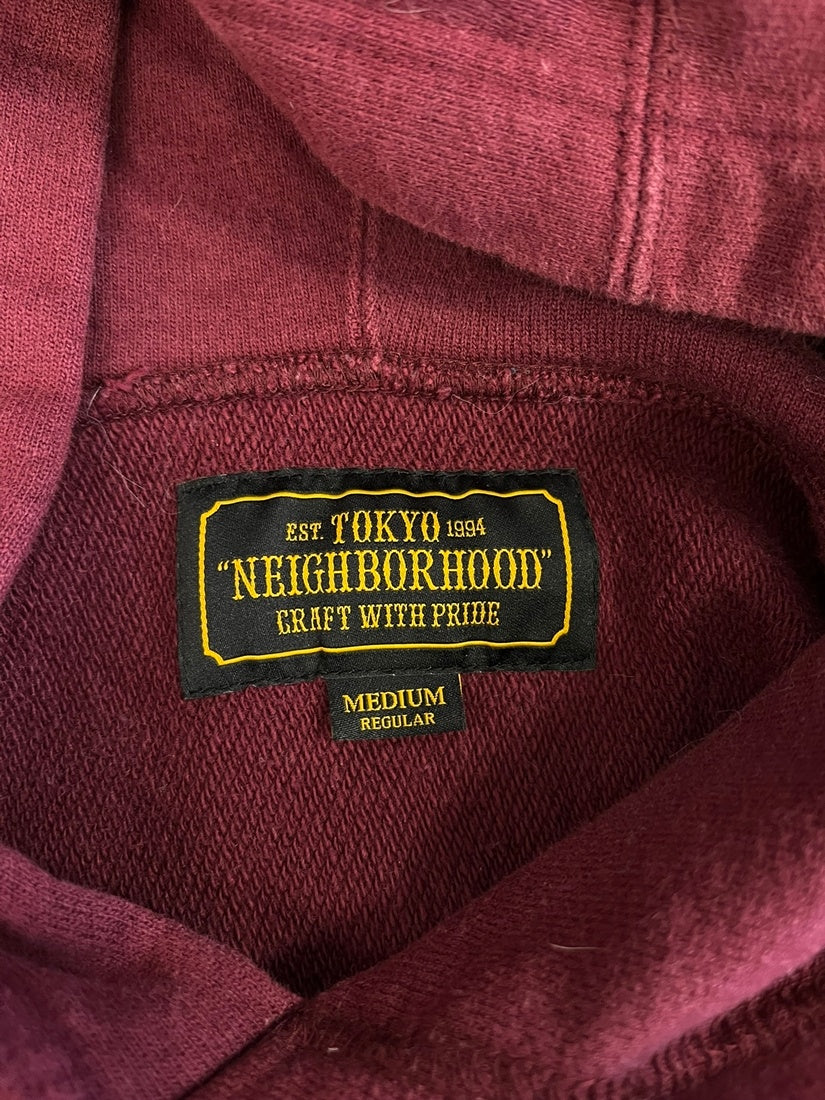 EST. TOKYO 1994
"NEIGHBORHOOD"
CRAFT WITH PRIDE
MEDIUM
REGULAR